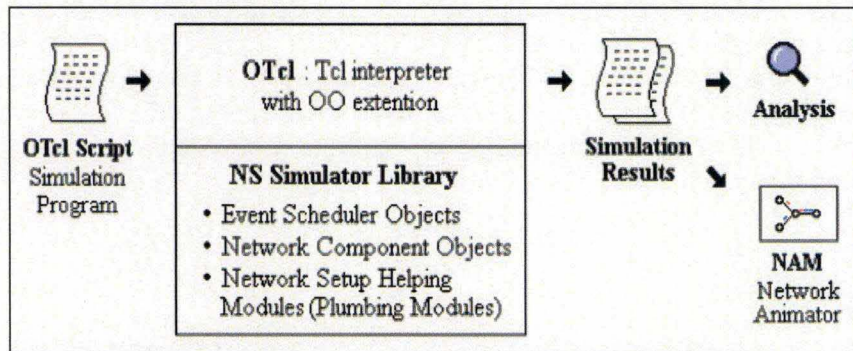 OTcl Script
Simulation
Program
OTcl : Tcl interpreter
with OO extention
NS Simulator Library
• Event Scheduler Objects
• Network Component Objects
• Network Setup Helping
Modules (Plumbing Modules)
Simulation
Results
Analysis
NAM
Network
Animator